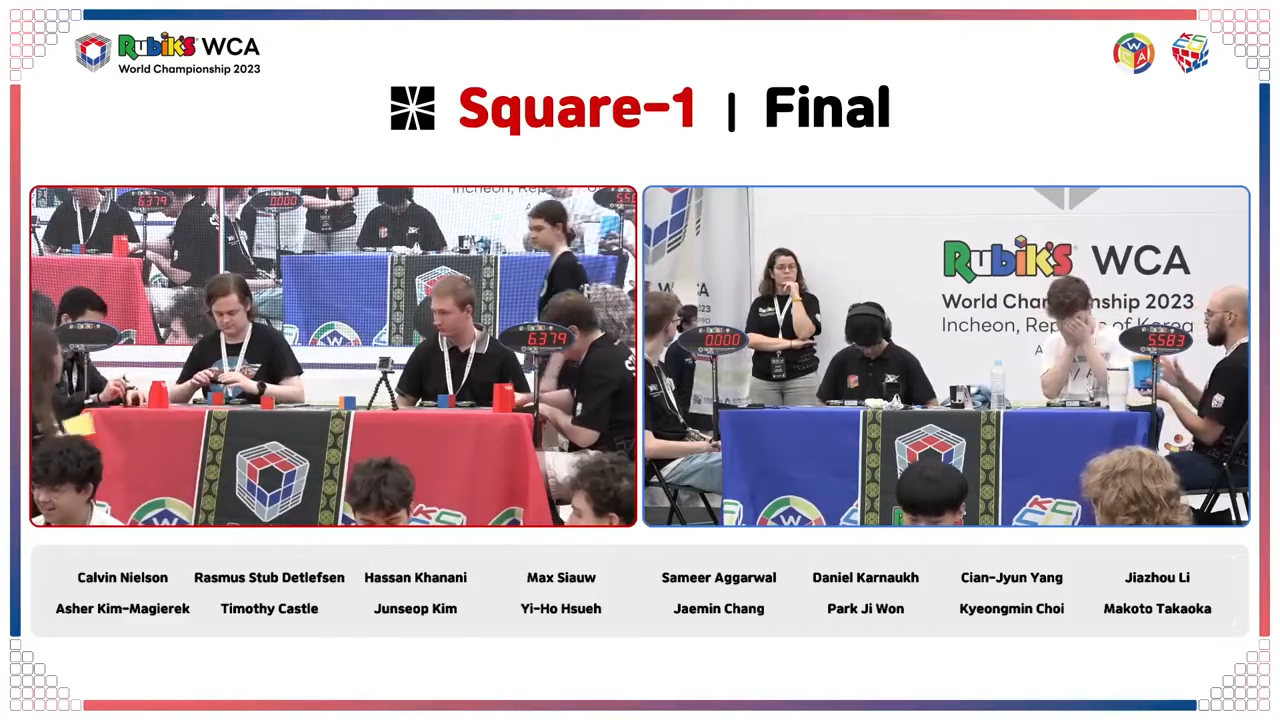 Rubik's WCA
World Championship 2023
Square-1 | Final
Incheon, Rep
6.379
0.000
6.379
Rubik's WCA
World Championship 2023
Incheon, Republic of Korea
A
0.000
5.583
Calvin Nielson Rasmus Stub Detlefsen Hassan Khanani Max Siauw Sameer Aggarwal Daniel Karnaukh Cian-Jyun Yang Jiazhou Li
Asher Kim-Magierek Timothy Castle Junseop Kim Yi-Ho Hsueh Jaemin Chang Park Ji Won Kyeongmin Choi Makoto Takaoka